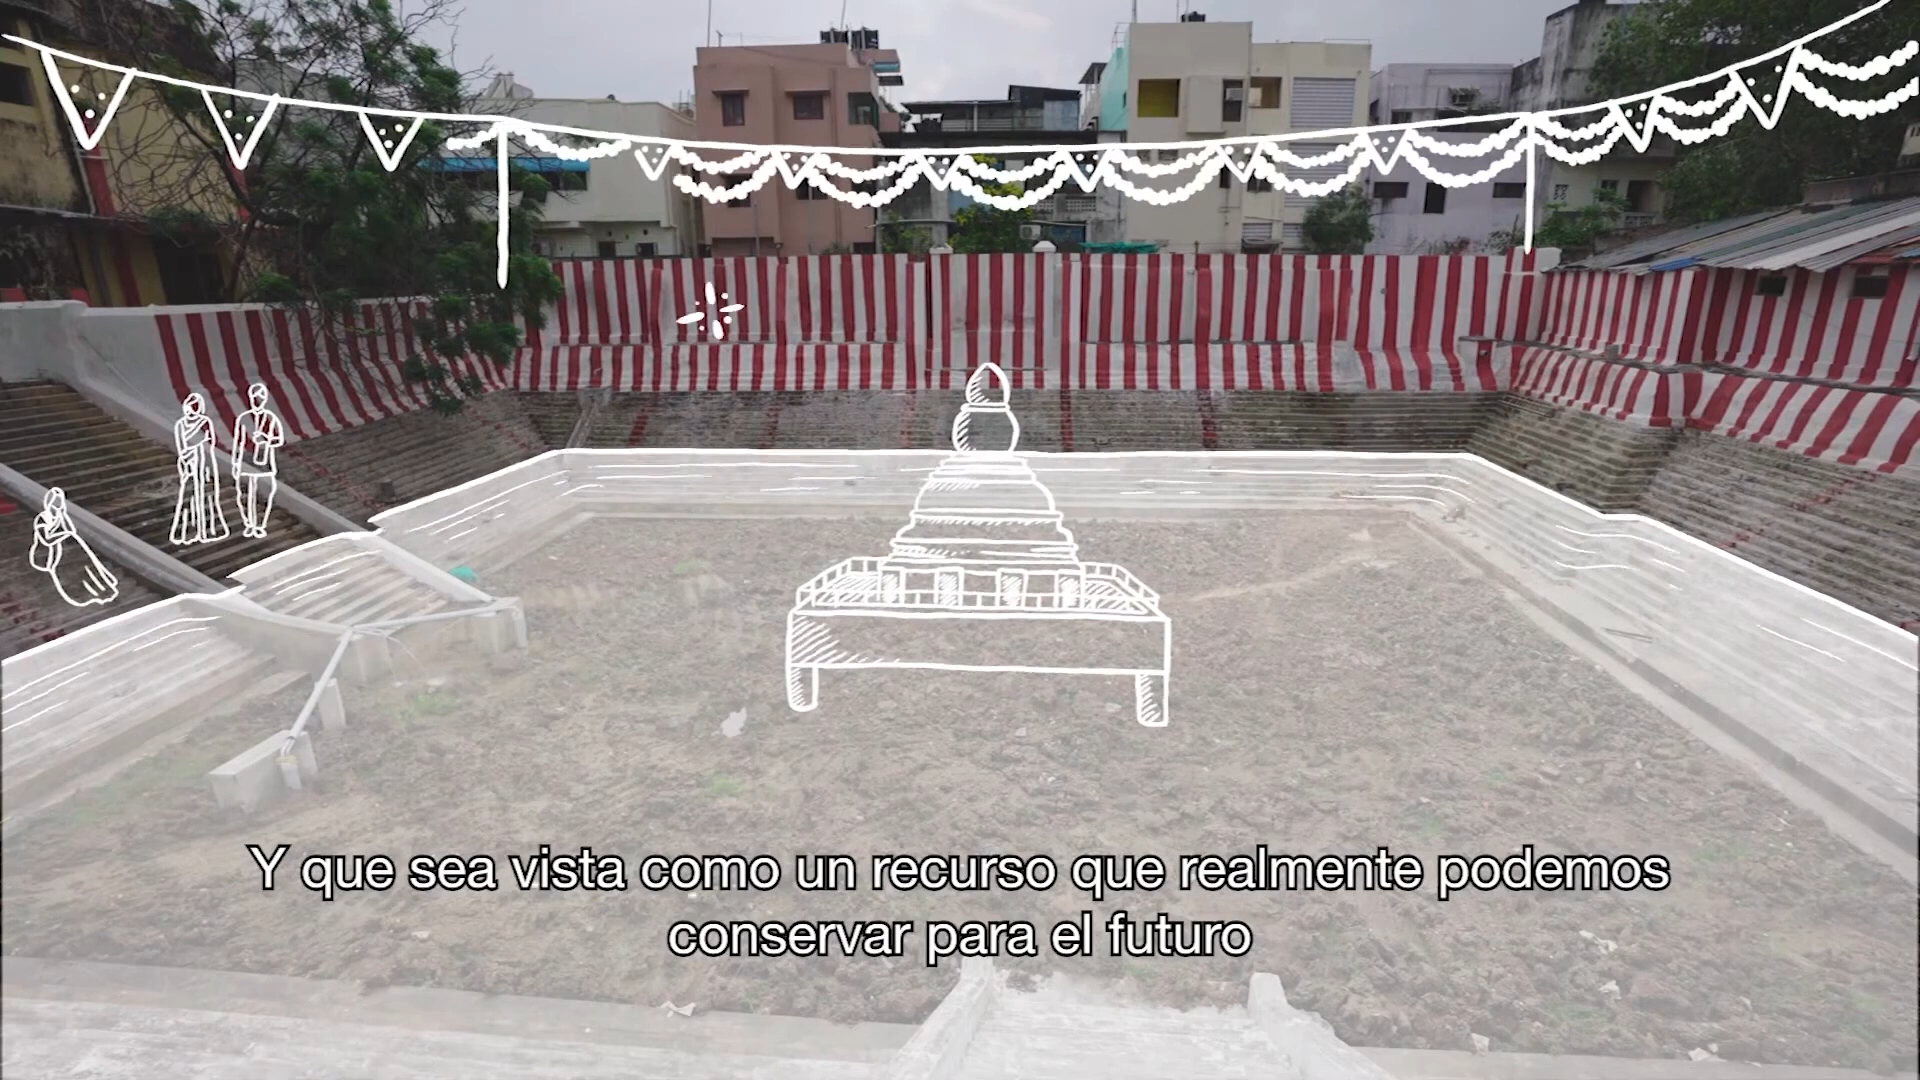 Y que sea vista como un recurso que realmente podemos
conservar para el futuro